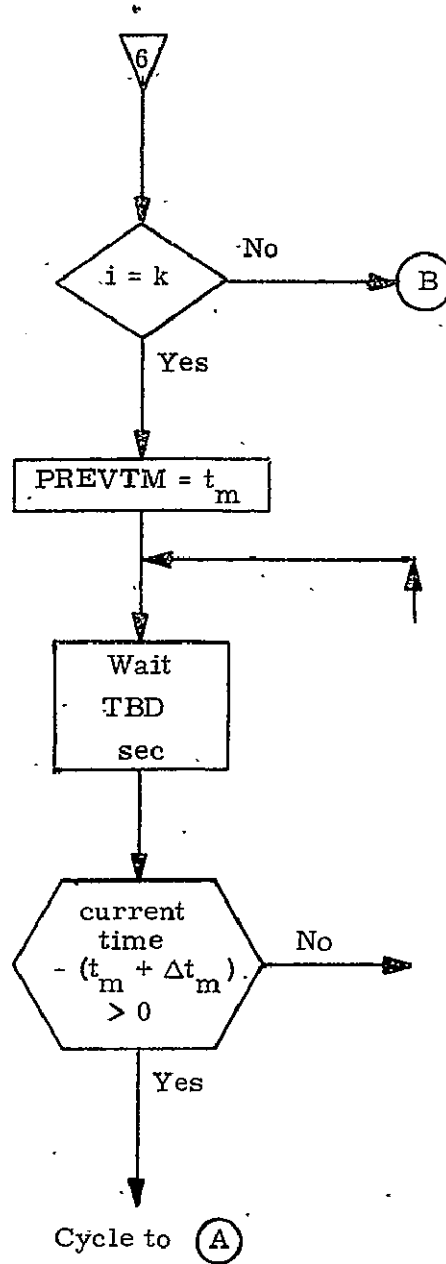 6
i = k
No
B
Yes
PREVTM = t_m
Wait
TBD
sec
current
time
- (t_m + Δt_m)
> 0
No
Yes
Cycle to A